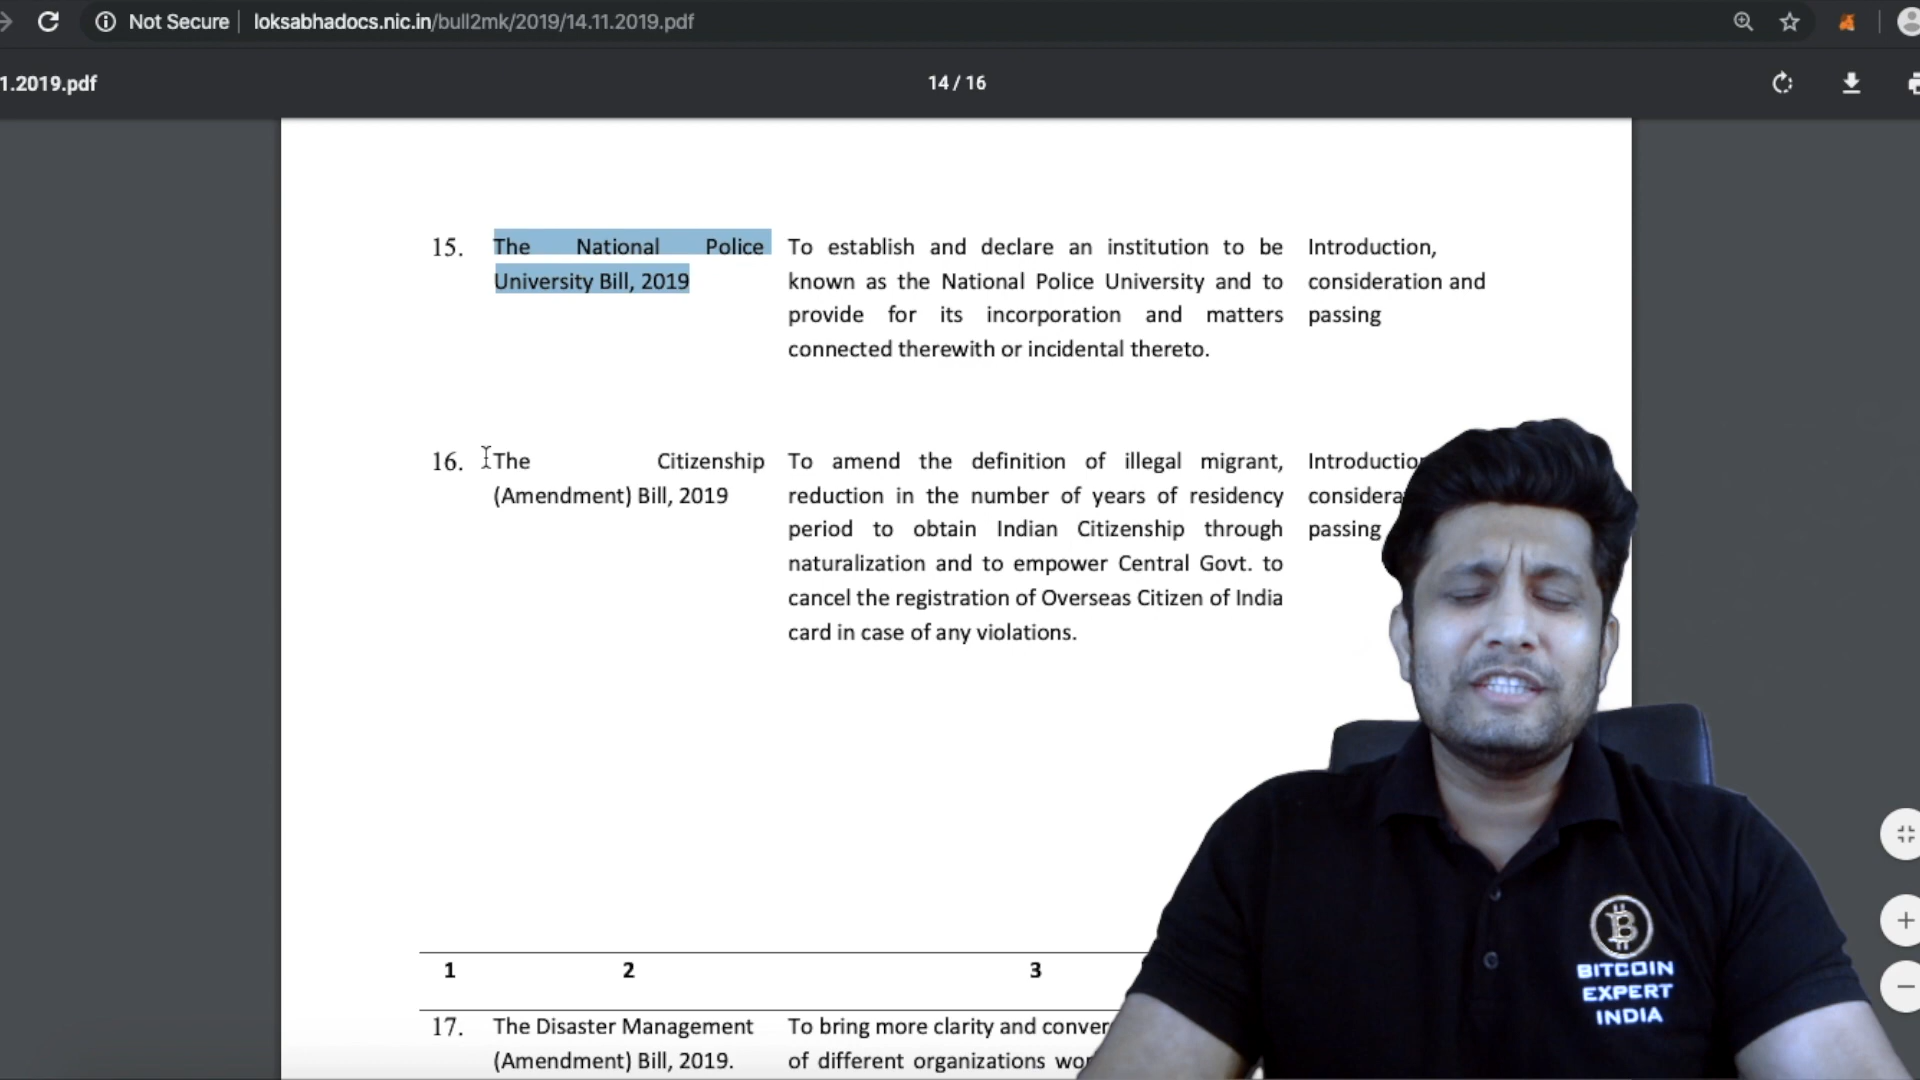 Not Secure | loksabhadocs.nic.in/bull2mk/2019/14.11.2019.pdf
1.2019.pdf
14 / 16
15. The National Police University Bill, 2019
To establish and declare an institution to be
known as the National Police University and to
provide for its incorporation and matters
connected therewith or incidental thereto.
Introduction,
consideration and
passing
16. The Citizenship
(Amendment) Bill, 2019
To amend the definition of illegal migrant,
reduction in the number of years of residency
period to obtain Indian Citizenship through
naturalization and to empower Central Govt. to
cancel the registration of Overseas Citizen of India
card in case of any violations.
Introductio
considera
passing
1 2 3
17. The Disaster Management
(Amendment) Bill, 2019.
To bring more clarity and conver
of different organizations wo
BITCOIN
EXPERT
INDIA